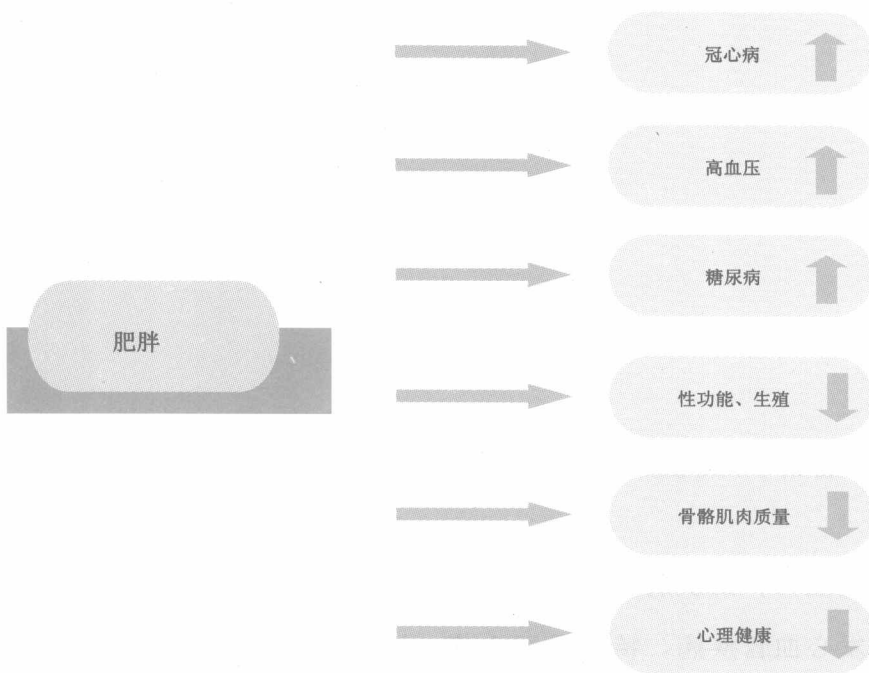 冠心病
高血压
糖尿病
肥胖
性功能、生殖
骨骼肌肉质量
心理健康